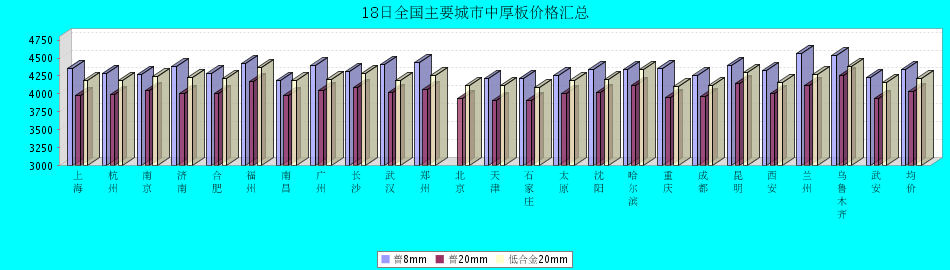 18日全国主要城市中厚板价格汇总
4750
4500
4250
4000
3750
3500
3250
3000
上海 杭州 南京 济南 合肥 福州 南昌 广州 长沙 武汉 郑州 北京 天津 石家庄 太原 沈阳 哈尔滨 重庆 成都 昆明 西安 兰州 乌鲁木齐 武安 均价
普8mm 普20mm 低合金20mm